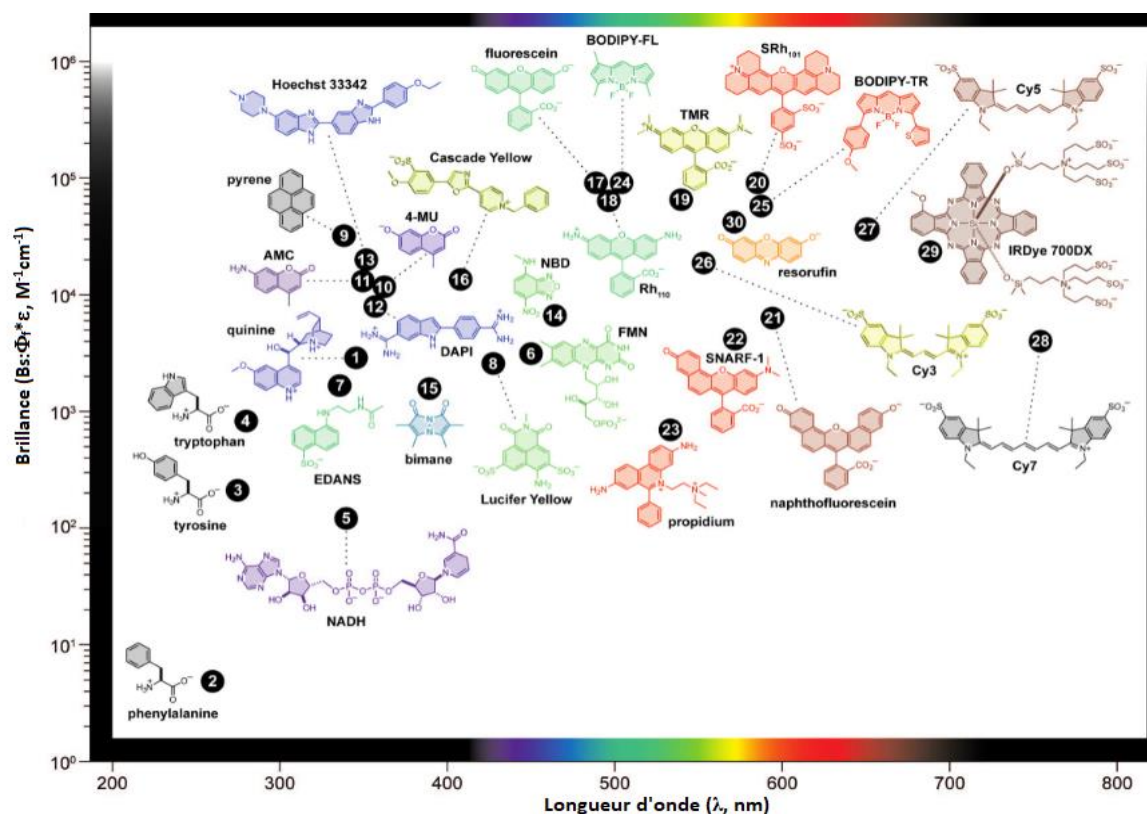 Brillance (Bs:Φf*ε, M⁻¹cm⁻¹)
10⁶
10⁵
10⁴
10³
10²
10¹
10⁰
200
300
400
500
600
700
800
Longueur d'onde (λ, nm)
Hoechst 33342
fluorescein
BODIPY-FL
SRh₁₀₁
BODIPY-TR
Cy5
TMR
Cascade Yellow
pyrene
4-MU
AMC
NBD
Rh₁₁₀
resorufin
IRDye 700DX
quinine
DAPI
FMN
SNARF-1
Cy3
tryptophan
EDANS
bimane
Lucifer Yellow
propidium
naphthofluorescein
Cy7
tyrosine
NADH
phenylalanine
1
2
3
4
5
6
7
8
9
10
11
12
13
14
15
16
17
18
19
20
21
22
23
24
25
26
27
28
29
30